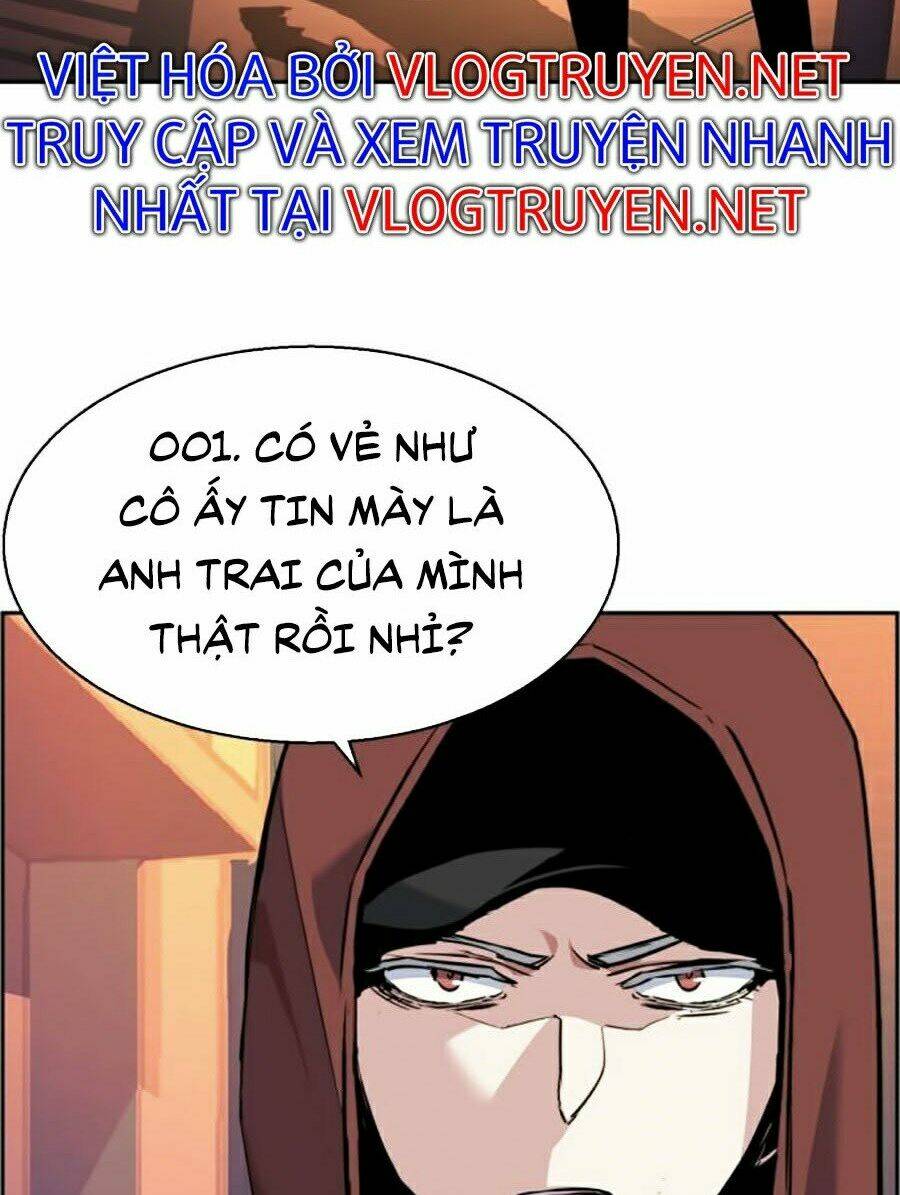 VIỆT HÓA BỞI VLOGTRUYEN.NET
TRUY CẬP VÀ XEM TRUYỆN NHANH
NHẤT TẠI VLOGTRUYEN.NET
001. CÓ VẺ NHƯ
CÔ ẤY TIN MÀY LÀ
ANH TRAI CỦA MÌNH
THẬT RỒI NHỈ?